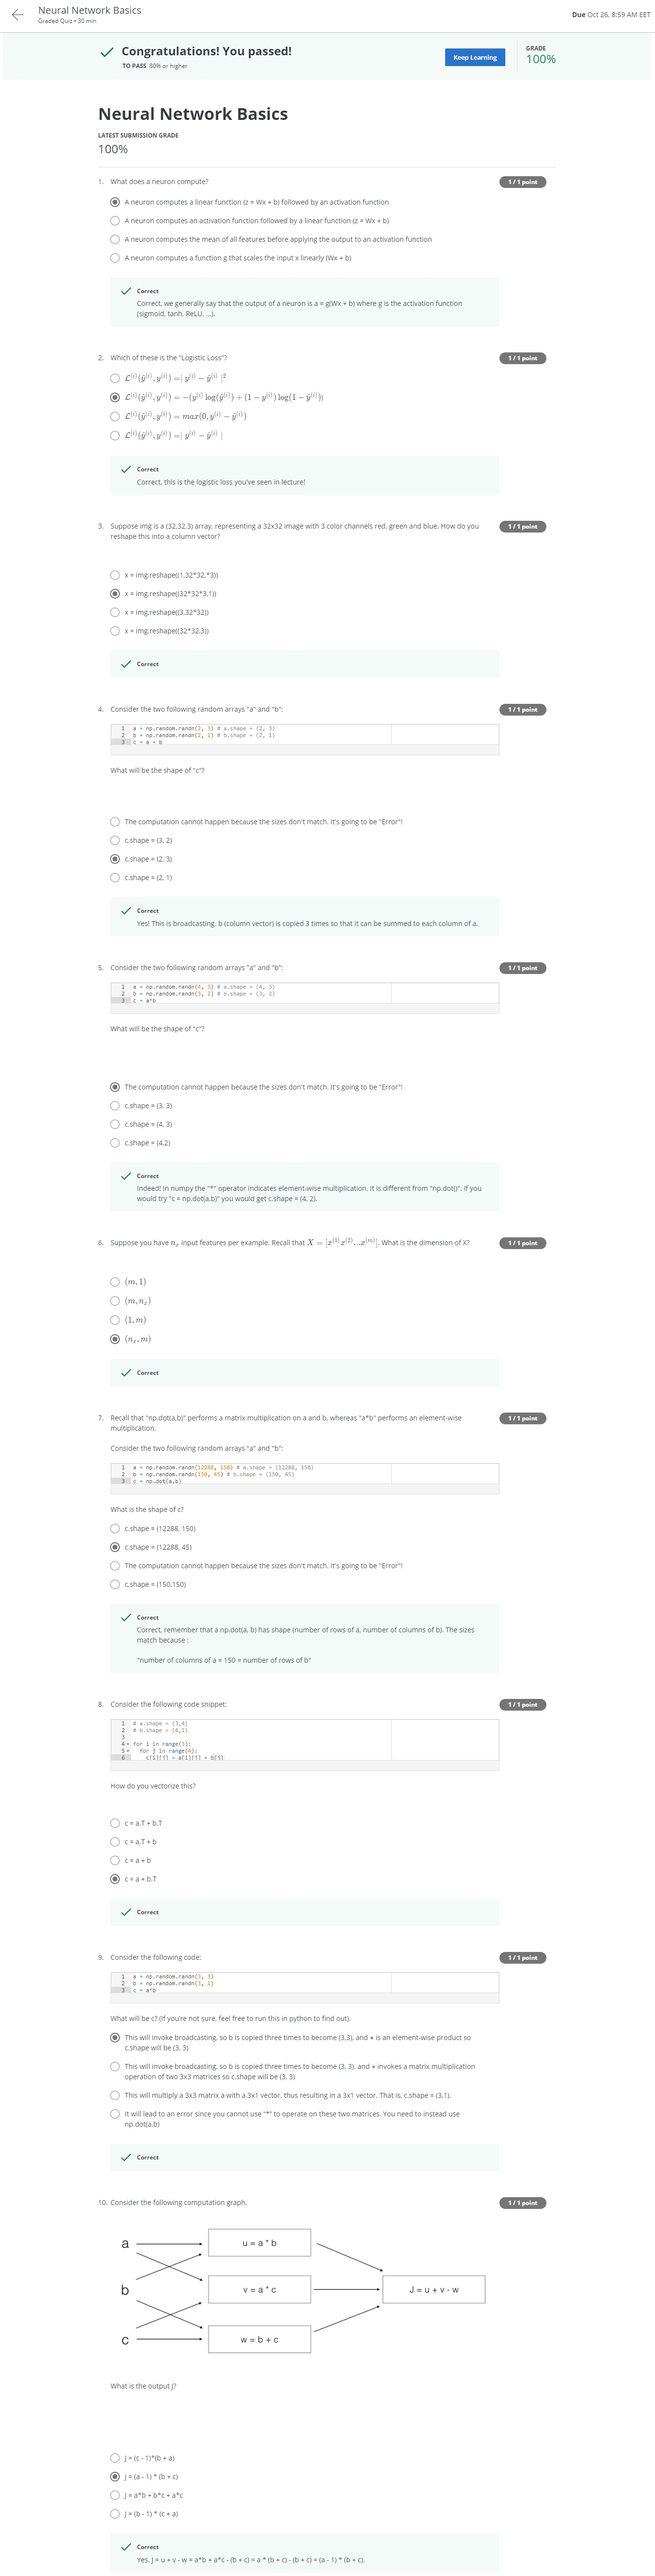 Neural Network Basics
Graded Quiz • 30 min
Due Oct 26, 8:59 AM EET
Congratulations! You passed!
TO PASS 80% or higher
Keep Learning
GRADE
100%
Neural Network Basics
LATEST SUBMISSION GRADE
100%
1. What does a neuron compute?
1 / 1 point
A neuron computes a linear function (z = Wx + b) followed by an activation function
A neuron computes an activation function followed by a linear function (z = Wx + b)
A neuron computes the mean of all features before applying the output to an activation function
A neuron computes a function g that scales the input x linearly (Wx + b)
Correct
Correct, we generally say that the output of a neuron is a = g(Wx + b) where g is the activation function
(sigmoid, tanh, ReLU, ...).
2. Which of these is the "Logistic Loss"?
1 / 1 point
ℒ^(i)(ŷ^(i), y^(i)) =| y^(i) − ŷ^(i) |^2
ℒ^(i)(ŷ^(i), y^(i)) = −(y^(i) log(ŷ^(i)) + (1 − y^(i)) log(1 − ŷ^(i)))
ℒ^(i)(ŷ^(i), y^(i)) = max(0, y^(i) − ŷ^(i))
ℒ^(i)(ŷ^(i), y^(i)) =| y^(i) − ŷ^(i) |
Correct
Correct, this is the logistic loss you've seen in lecture!
3. Suppose img is a (32,32,3) array, representing a 32x32 image with 3 color channels red, green and blue. How do you
reshape this into a column vector?
1 / 1 point
x = img.reshape((1,32*32,*3))
x = img.reshape((32*32*3,1))
x = img.reshape((3,32*32))
x = img.reshape((32*32,3))
Correct
4. Consider the two following random arrays "a" and "b":
1 / 1 point
1 a = np.random.randn(2, 3) # a.shape = (2, 3)
2 b = np.random.randn(2, 1) # b.shape = (2, 1)
3 c = a + b
What will be the shape of "c"?
The computation cannot happen because the sizes don't match. It's going to be "Error"!
c.shape = (3, 2)
c.shape = (2, 3)
c.shape = (2, 1)
Correct
Yes! This is broadcasting. b (column vector) is copied 3 times so that it can be summed to each column of a.
5. Consider the two following random arrays "a" and "b":
1 / 1 point
1 a = np.random.randn(4, 3) # a.shape = (4, 3)
2 b = np.random.randn(3, 2) # b.shape = (3, 2)
3 c = a*b
What will be the shape of "c"?
The computation cannot happen because the sizes don't match. It's going to be "Error"!
c.shape = (3, 3)
c.shape = (4, 3)
c.shape = (4,2)
Correct
Indeed! In numpy the "*" operator indicates element-wise multiplication. It is different from "np.dot()". If you
would try "c = np.dot(a,b)" you would get c.shape = (4, 2).
6. Suppose you have n_x input features per example. Recall that X = [x^(1) x^(2)...x^(m)]. What is the dimension of X?
1 / 1 point
(m, 1)
(m, n_x)
(1, m)
(n_x, m)
Correct
7. Recall that "np.dot(a,b)" performs a matrix multiplication on a and b, whereas "a*b" performs an element-wise
multiplication.
1 / 1 point
Consider the two following random arrays "a" and "b":
1 a = np.random.randn(12288, 150) # a.shape = (12288, 150)
2 b = np.random.randn(150, 45) # b.shape = (150, 45)
3 c = np.dot(a,b)
What is the shape of c?
c.shape = (12288, 150)
c.shape = (12288, 45)
The computation cannot happen because the sizes don't match. It's going to be "Error"!
c.shape = (150,150)
Correct
Correct, remember that a np.dot(a, b) has shape (number of rows of a, number of columns of b). The sizes
match because :
"number of columns of a = 150 = number of rows of b"
8. Consider the following code snippet:
1 / 1 point
1 # a.shape = (3,4)
2 # b.shape = (4,1)
3
4 for i in range(3):
5 for j in range(4):
6 c[i][j] = a[i][j] + b[j]
How do you vectorize this?
c = a.T + b.T
c = a.T + b
c = a + b
c = a + b.T
Correct
9. Consider the following code:
1 / 1 point
1 a = np.random.randn(3, 3)
2 b = np.random.randn(3, 1)
3 c = a*b
What will be c? (If you're not sure, feel free to run this in python to find out).
This will invoke broadcasting, so b is copied three times to become (3,3), and ∗ is an element-wise product so
c.shape will be (3, 3)
This will invoke broadcasting, so b is copied three times to become (3, 3), and ∗ invokes a matrix multiplication
operation of two 3x3 matrices so c.shape will be (3, 3)
This will multiply a 3x3 matrix a with a 3x1 vector, thus resulting in a 3x1 vector. That is, c.shape = (3,1).
It will lead to an error since you cannot use "*" to operate on these two matrices. You need to instead use
np.dot(a,b)
Correct
10. Consider the following computation graph.
1 / 1 point
a
u = a * b
b
v = a * c
J = u + v - w
c
w = b + c
What is the output J?
J = (c - 1)*(b + a)
J = (a - 1) * (b + c)
J = a*b + b*c + a*c
J = (b - 1) * (c + a)
Correct
Yes. J = u + v - w = a*b + a*c - (b + c) = a * (b + c) - (b + c) = (a - 1) * (b + c).